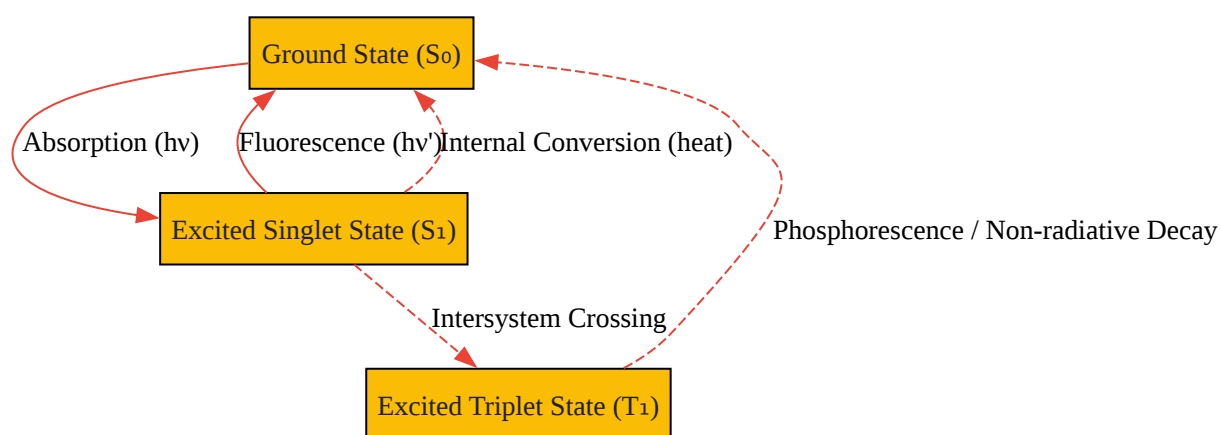 Ground State (S₀)
Absorption (hν)
Fluorescence (hν')
Internal Conversion (heat)
Excited Singlet State (S₁)
Phosphorescence / Non-radiative Decay
Intersystem Crossing
Excited Triplet State (T₁)